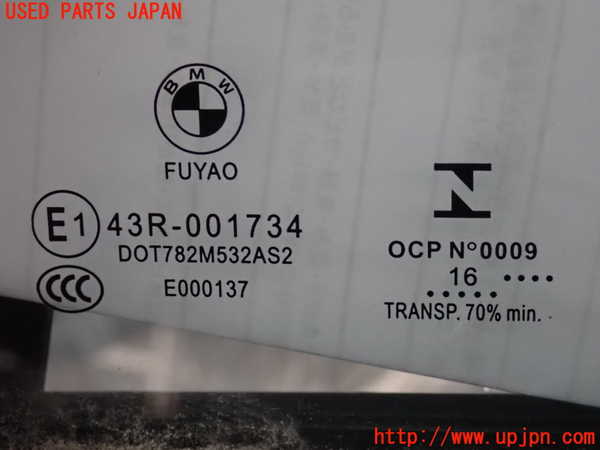 USED PARTS JAPAN
BMW
FUYAO
E1 43R-001734
DOT782M532AS2
CCC E000137
N
OCP N°0009
16 ....
.....
TRANSP. 70% min.
http://www.upjpn.com/